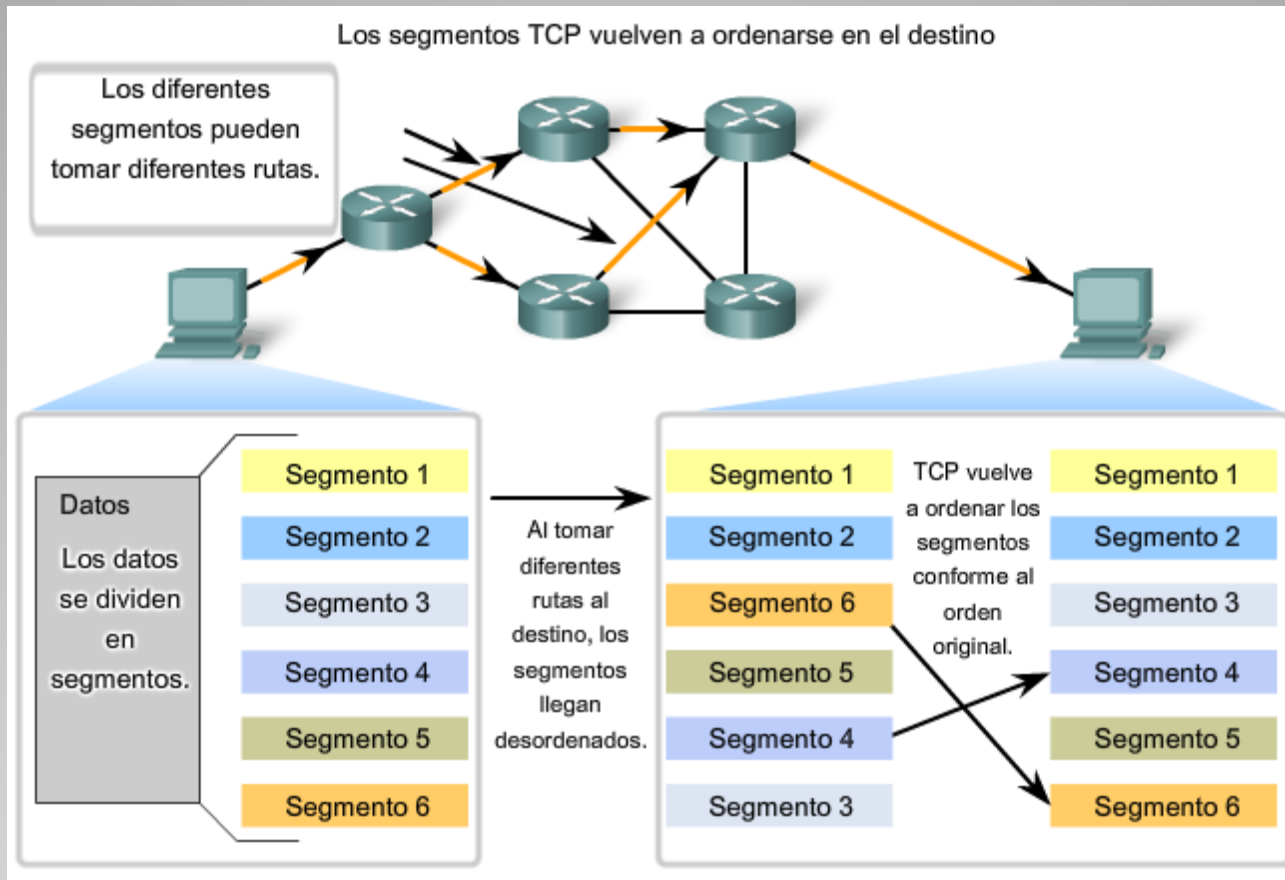 Los segmentos TCP vuelven a ordenarse en el destino
Los diferentes
segmentos pueden
tomar diferentes rutas.
Datos
Los datos
se dividen
en
segmentos.
Segmento 1
Segmento 2
Segmento 3
Segmento 4
Segmento 5
Segmento 6
Al tomar
diferentes
rutas al
destino, los
segmentos
llegan
desordenados.
Segmento 1
Segmento 2
Segmento 6
Segmento 5
Segmento 4
Segmento 3
TCP vuelve
a ordenar los
segmentos
conforme al
orden
original.
Segmento 1
Segmento 2
Segmento 3
Segmento 4
Segmento 5
Segmento 6